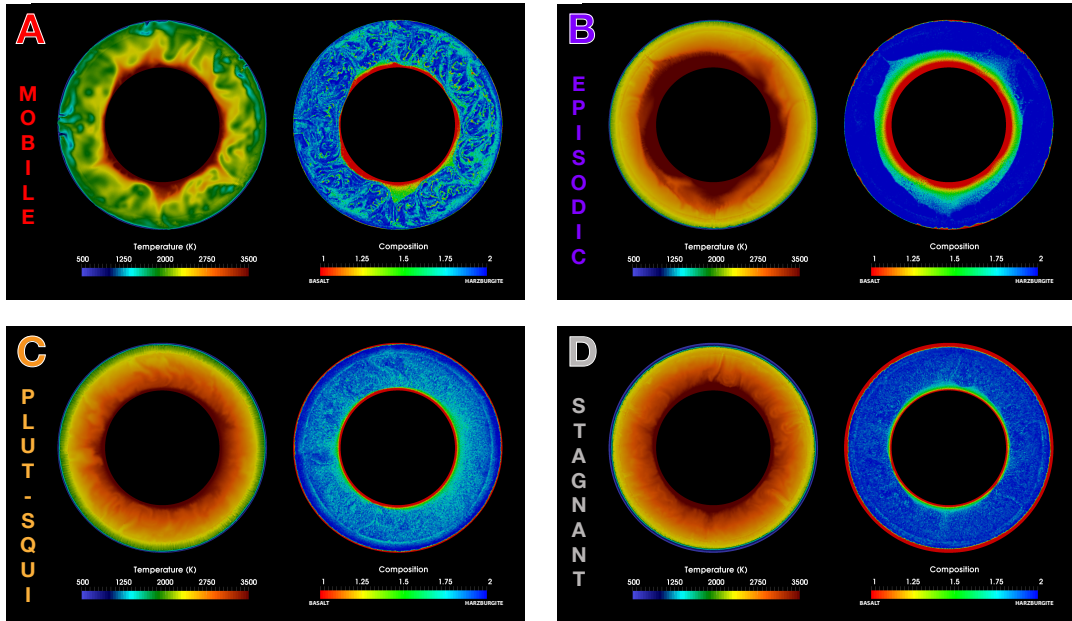 A
MOBILE
Temperature (K)
500 1250 2000 2750 3500
Composition
1 1.25 1.5 1.75 2
BASALT HARZBURGITE
B
EPISODIC
Temperature (K)
500 1250 2000 2750 3500
Composition
1 1.25 1.5 1.75 2
BASALT HARZBURGITE
C
PLUT-SQUI
Temperature (K)
500 1250 2000 2750 3500
Composition
1 1.25 1.5 1.75 2
BASALT HARZBURGITE
D
STAGNANT
Temperature (K)
500 1250 2000 2750 3500
Composition
1 1.25 1.5 1.75 2
BASALT HARZBURGITE